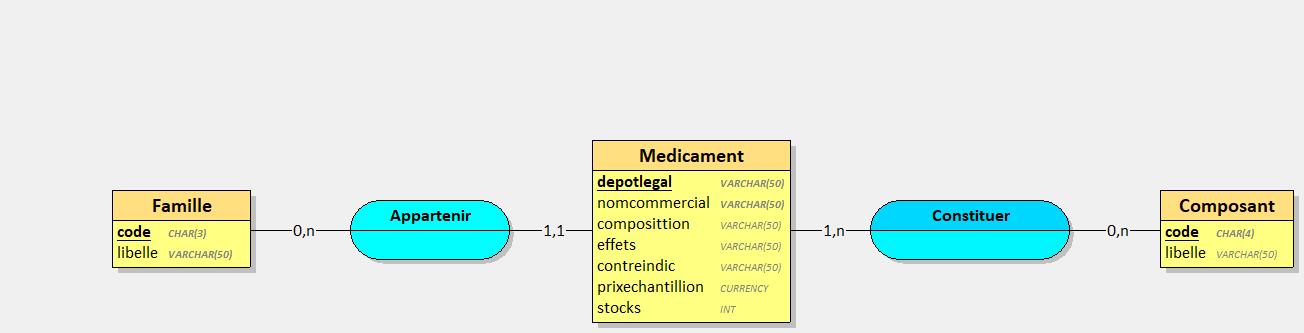 Famille
code CHAR(3)
libelle VARCHAR(50)
0,n
Appartenir
1,1
Medicament
depotlegal VARCHAR(50)
nomcommercial VARCHAR(50)
composittion VARCHAR(50)
effets VARCHAR(50)
contreindic VARCHAR(50)
prixechantillion CURRENCY
stocks INT
1,n
Constituer
0,n
Composant
code CHAR(4)
libelle VARCHAR(50)